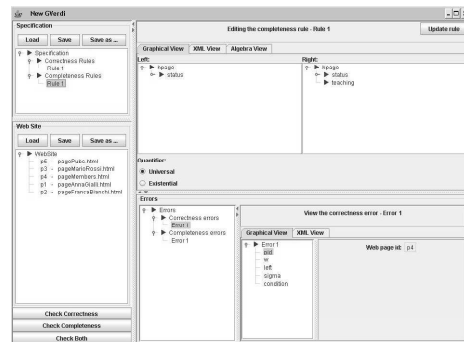 New GVerdi
Specification
Load Save Save as ...
Specification
Correctness Rules
Rule 1
Completeness Rules
Rule 1
Editing the completeness rule - Rule 1
Update rule
Graphical View XML View Algebra View
Left:
hpage
status
Right:
hpage
status
teaching
Quantifier:
Universal
Existential
Web Site
Load Save Save as ...
WebSite
p5 - pagePubs.html
p3 - pageMarioRossi.html
p4 - pageMembers.html
p1 - pageAnnaGialli.html
p2 - pageFrancaBianchi.html
Check Correctness
Check Completeness
Check Both
Errors
Errors
Correctness errors
Error 1
Completeness errors
Error 1
View the correctness error - Error 1
Graphical View XML View
Error1
pid
w
left
sigma
condition
Web page id: p4